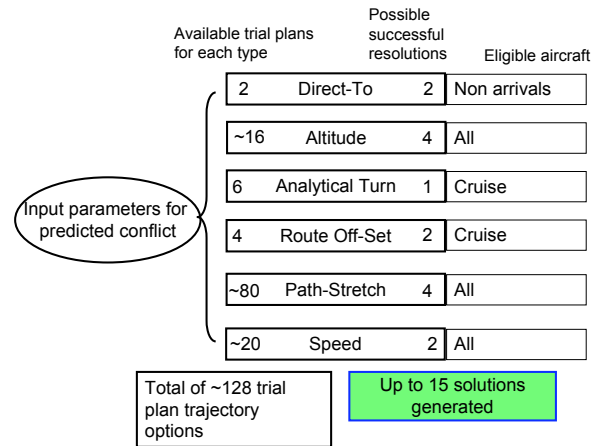 Available trial plans
for each type
Possible
successful
resolutions
Eligible aircraft
2 Direct-To 2 Non arrivals
~16 Altitude 4 All
6 Analytical Turn 1 Cruise
Input parameters for
predicted conflict
4 Route Off-Set 2 Cruise
~80 Path-Stretch 4 All
~20 Speed 2 All
Total of ~128 trial
plan trajectory
options
Up to 15 solutions
generated